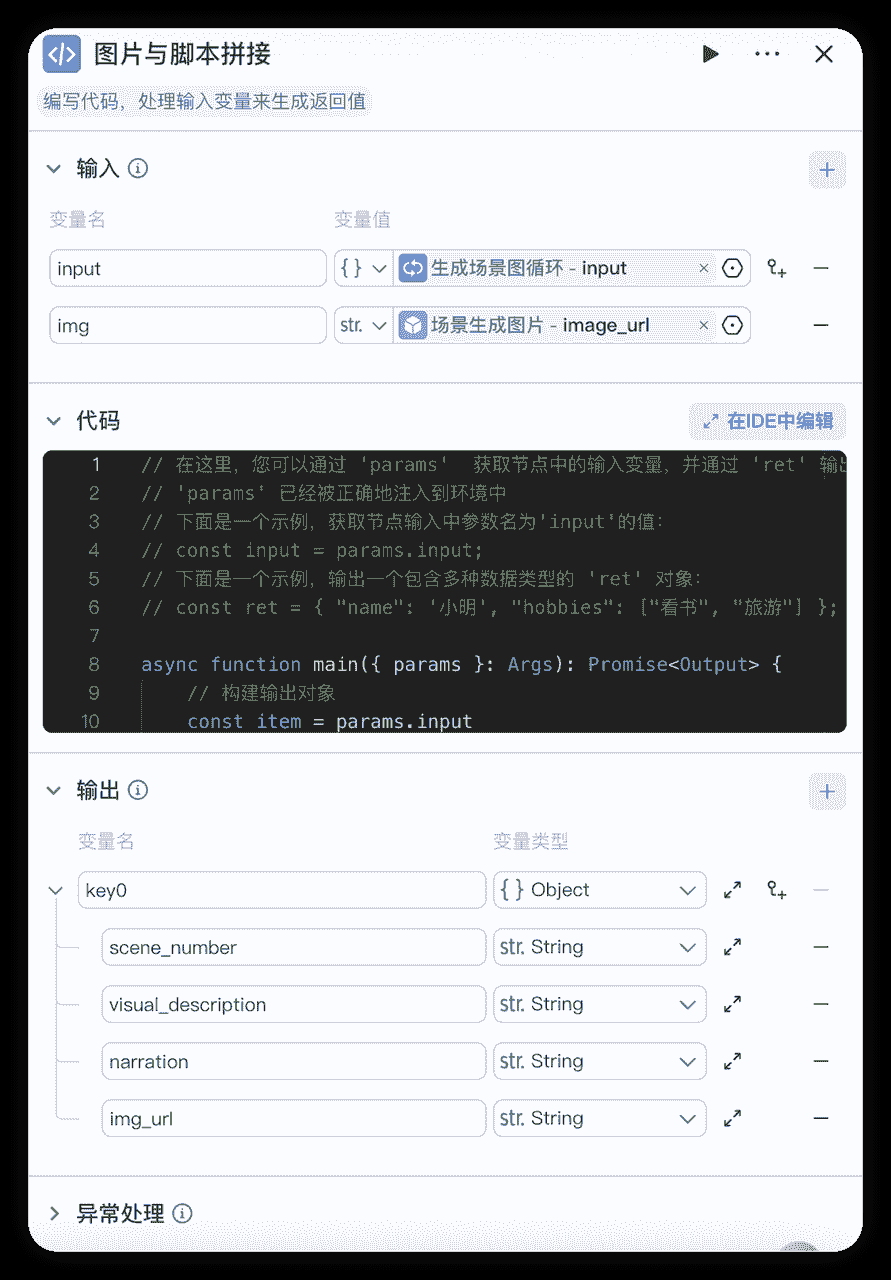 图片与脚本拼接
编写代码，处理输入变量来生成返回值
输入
变量名 变量值
input {} 生成场景图循环 - input
img str. 场景生成图片 - image_url
代码 在IDE中编辑
1 // 在这里，您可以通过 'params' 获取节点中的输入变量，并通过 'ret' 输
2 // 'params' 已经被正确地注入到环境中
3 // 下面是一个示例，获取节点输入中参数名为'input'的值：
4 // const input = params.input;
5 // 下面是一个示例，输出一个包含多种数据类型的 'ret' 对象：
6 // const ret = { "name": '小明', "hobbies": ["看书", "旅游"] };
7
8 async function main({ params }: Args): Promise<Output> {
9 // 构建输出对象
10 const item = params.input
输出
变量名 变量类型
key0 {} Object
scene_number str. String
visual_description str. String
narration str. String
img_url str. String
异常处理